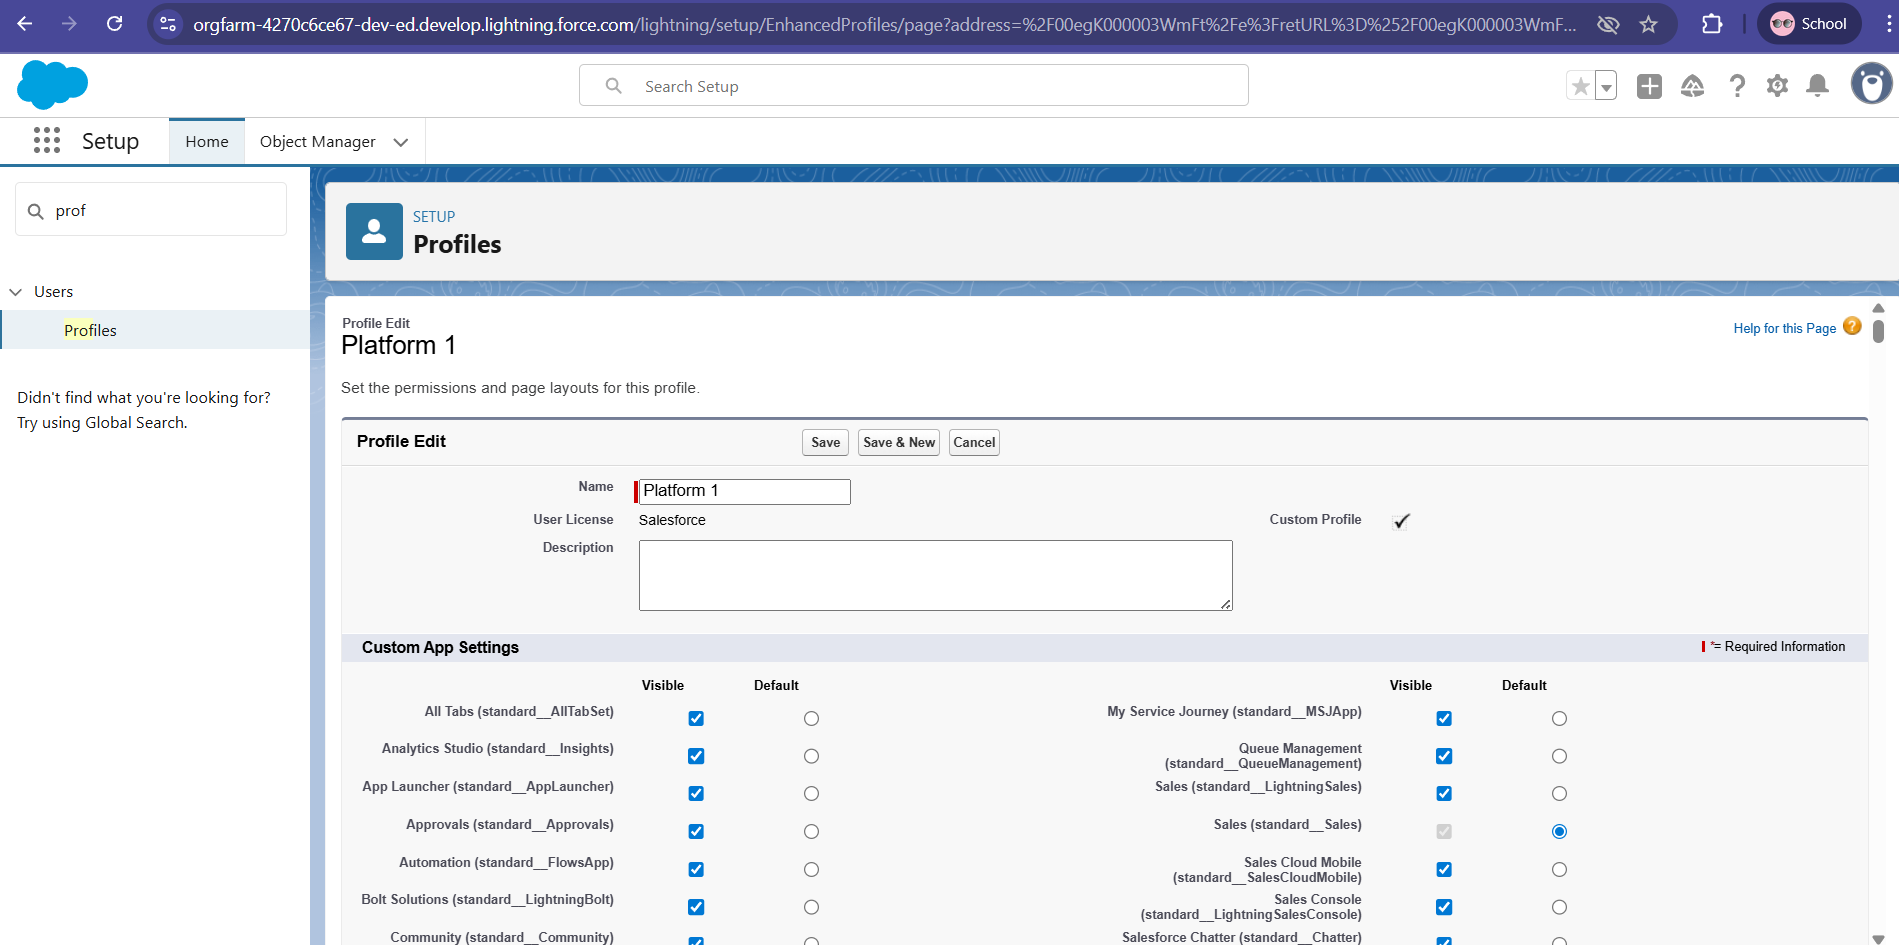 orgfarm-4270c6ce67-dev-ed.develop.lightning.force.com/lightning/setup/EnhancedProfiles/page?address=%2F00egK000003WmFt%2Fe%3FretURL%3D%252F00egK000003WmF...
School
Search Setup
Setup
Home
Object Manager
prof
Users
Profiles
Didn't find what you're looking for?
Try using Global Search.
SETUP
Profiles
Profile Edit
Platform 1
Help for this Page ?
Set the permissions and page layouts for this profile.
Profile Edit
Save
Save & New
Cancel
Name
Platform 1
User License
Salesforce
Custom Profile
Description
Custom App Settings
*= Required Information
Visible Default
Visible Default
All Tabs (standard__AllTabSet)
My Service Journey (standard__MSJApp)
Analytics Studio (standard__Insights)
Queue Management
(standard__QueueManagement)
App Launcher (standard__AppLauncher)
Sales (standard__LightningSales)
Approvals (standard__Approvals)
Sales (standard__Sales)
Automation (standard__FlowsApp)
Sales Cloud Mobile
(standard__SalesCloudMobile)
Bolt Solutions (standard__LightningBolt)
Sales Console
(standard__LightningSalesConsole)
Community (standard__Community)
Salesforce Chatter (standard__Chatter)